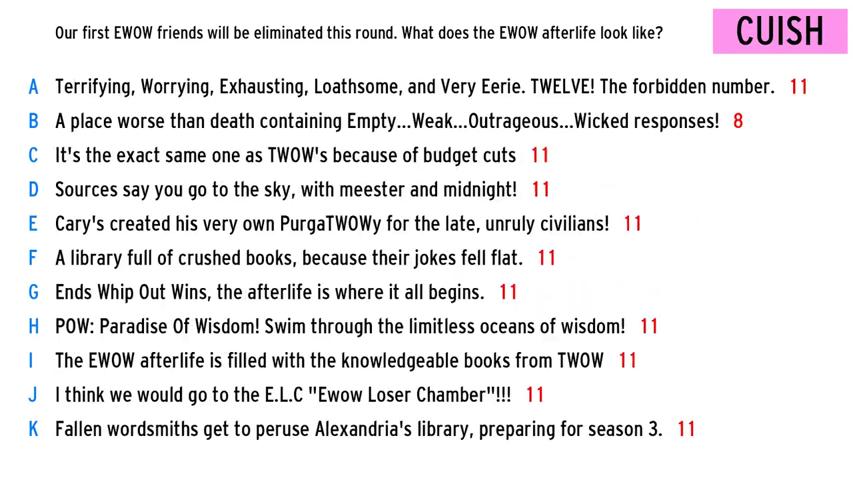 Our first EWOW friends will be eliminated this round. What does the EWOW afterlife look like?
CUISH
A Terrifying, Worrying, Exhausting, Loathsome, and Very Eerie. TWELVE! The forbidden number. 11
B A place worse than death containing Empty...Weak...Outrageous...Wicked responses! 8
C It's the exact same one as TWOW's because of budget cuts 11
D Sources say you go to the sky, with meester and midnight! 11
E Cary's created his very own PurgaTWOWy for the late, unruly civilians! 11
F A library full of crushed books, because their jokes fell flat. 11
G Ends Whip Out Wins, the afterlife is where it all begins. 11
H POW: Paradise Of Wisdom! Swim through the limitless oceans of wisdom! 11
I The EWOW afterlife is filled with the knowledgeable books from TWOW 11
J I think we would go to the E.L.C "Ewow Loser Chamber"!!! 11
K Fallen wordsmiths get to peruse Alexandria's library, preparing for season 3. 11